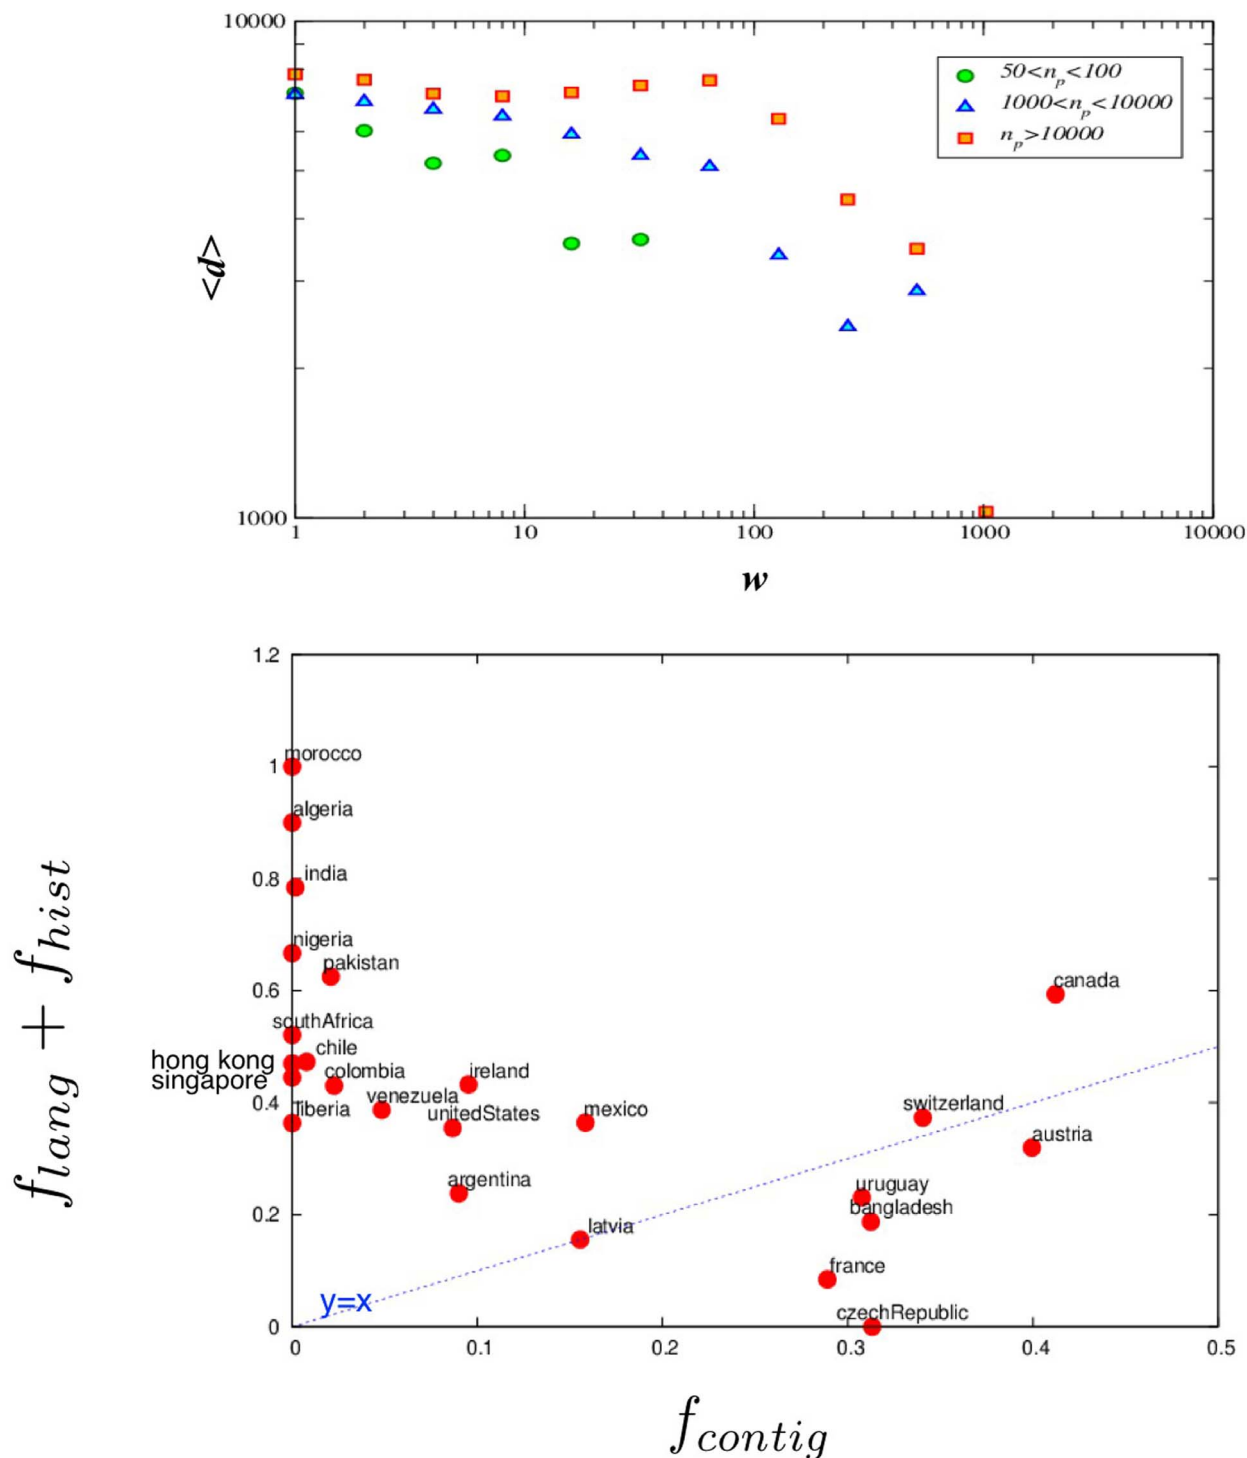 10000
50<n_p<100
1000<n_p<10000
n_p>10000
<d>
1000
1 10 100 1000 10000
w
1.2
morocco
1
algeria
india
0.8
nigeria
pakistan
canada
0.6
southAfrica
chile
hong kong
colombia
ireland
singapore
venezuela
0.4
liberia
unitedStates
mexico
switzerland
austria
argentina
uruguay
bangladesh
0.2
latvia
france
y=x
czechRepublic
0
0 0.1 0.2 0.3 0.4 0.5
f_lang + f_hist
f_contig